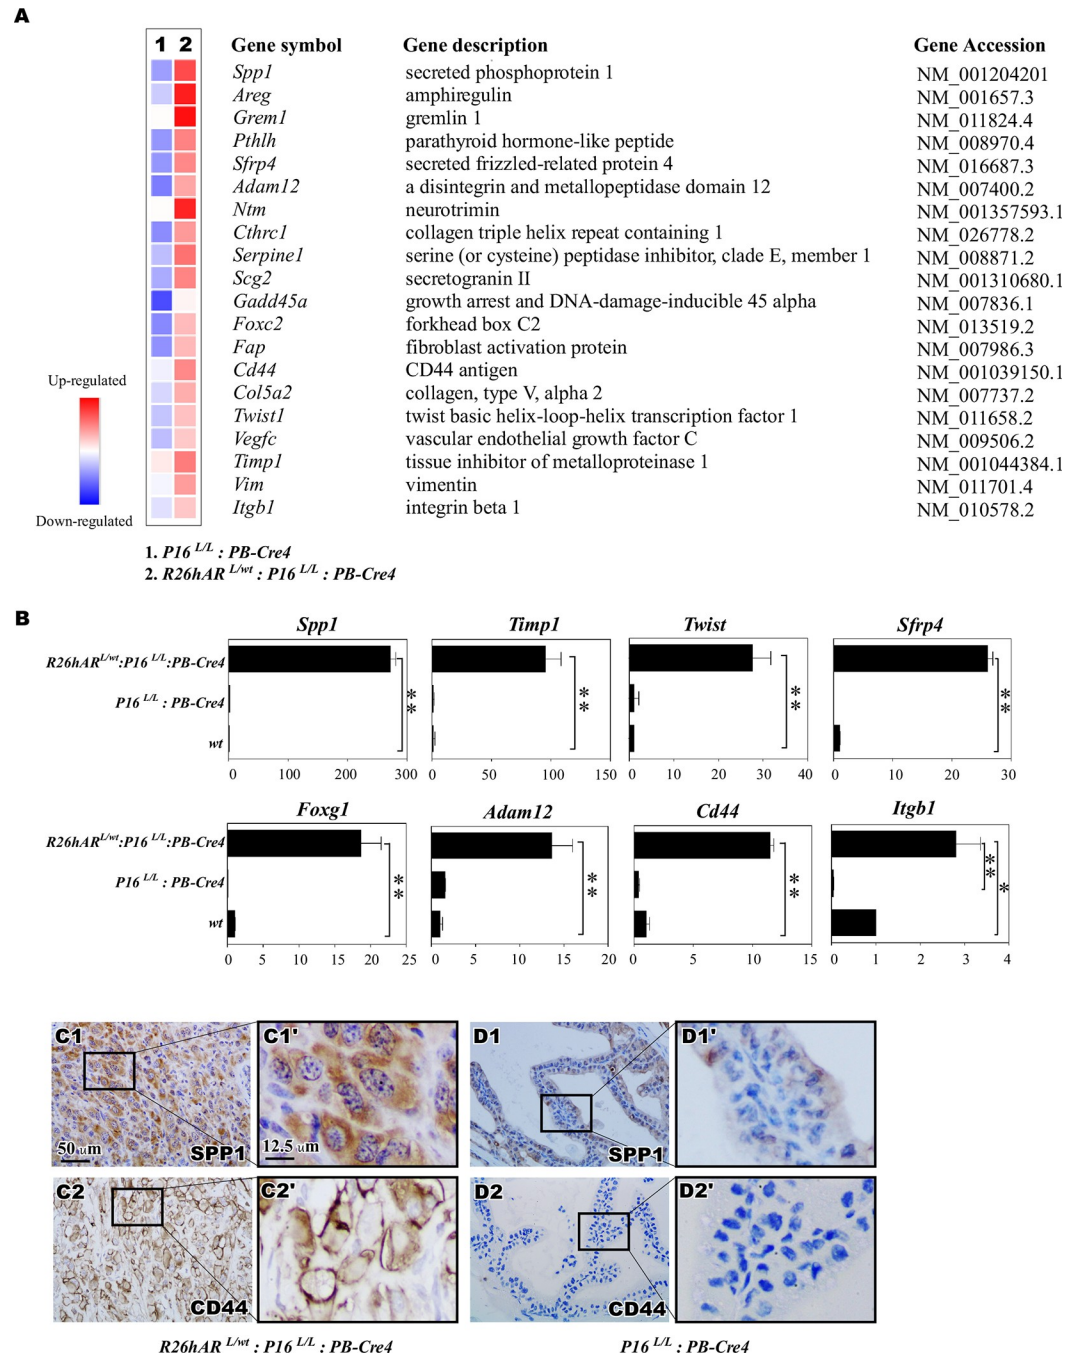 A
1 2 Gene symbol Gene description Gene Accession
Spp1 secreted phosphoprotein 1 NM_001204201
Areg amphiregulin NM_001657.3
Grem1 gremlin 1 NM_011824.4
Pthlh parathyroid hormone-like peptide NM_008970.4
Sfrp4 secreted frizzled-related protein 4 NM_016687.3
Adam12 a disintegrin and metallopeptidase domain 12 NM_007400.2
Ntm neurotrimin NM_001357593.1
Cthrc1 collagen triple helix repeat containing 1 NM_026778.2
Serpine1 serine (or cysteine) peptidase inhibitor, clade E, member 1 NM_008871.2
Scg2 secretogranin II NM_001310680.1
Gadd45a growth arrest and DNA-damage-inducible 45 alpha NM_007836.1
Foxc2 forkhead box C2 NM_013519.2
Fap fibroblast activation protein NM_007986.3
Cd44 CD44 antigen NM_001039150.1
Up-regulated
Col5a2 collagen, type V, alpha 2 NM_007737.2
Twist1 twist basic helix-loop-helix transcription factor 1 NM_011658.2
Vegfc vascular endothelial growth factor C NM_009506.2
Timp1 tissue inhibitor of metalloproteinase 1 NM_001044384.1
Vim vimentin NM_011701.4
Itgb1 integrin beta 1 NM_010578.2
Down-regulated
1. P16 L/L : PB-Cre4
2. R26hAR L/wt : P16 L/L : PB-Cre4
B
Spp1 Timp1 Twist Sfrp4
R26hAR L/wt:P16 L/L:PB-Cre4
P16 L/L : PB-Cre4
** ** ** **
wt
0 100 200 300 0 50 100 150 0 10 20 30 40 0 10 20 30
Foxg1 Adam12 Cd44 Itgb1
R26hAR L/wt:P16 L/L:PB-Cre4
P16 L/L : PB-Cre4
** ** ** ** *
wt
0 5 10 15 20 25 0 5 10 15 20 0 5 10 15 0 1 2 3 4
C1 C1' D1 D1'
50 um SPP1 12.5 um SPP1
C2 C2' D2 D2'
CD44 CD44
R26hAR L/wt : P16 L/L : PB-Cre4 P16 L/L : PB-Cre4